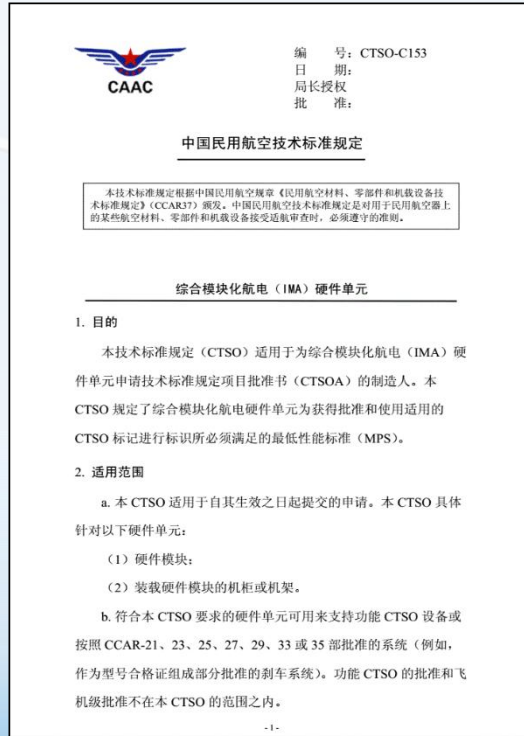 CAAC
编 号：CTSO-C153
日 期：
局长授权
批 准：
中国民用航空技术标准规定
本技术标准规定根据中国民用航空规章《民用航空材料、零部件和机载设备技
术标准规定》（CCAR37）颁发。中国民用航空技术标准规定是对用于民用航空器上
的某些航空材料、零部件和机载设备接受适航审查时，必须遵守的准则。
综合模块化航电（IMA）硬件单元
1. 目的
本技术标准规定（CTSO）适用于为综合模块化航电（IMA）硬
件单元申请技术标准规定项目批准书（CTSOA）的制造人。本
CTSO 规定了综合模块化航电硬件单元为获得批准和使用适用的
CTSO 标记进行标识所必须满足的最低性能标准（MPS）。
2. 适用范围
a. 本 CTSO 适用于自其生效之日起提交的申请。本 CTSO 具体
针对以下硬件单元：
（1）硬件模块；
（2）装载硬件模块的机柜或机架。
b. 符合本 CTSO 要求的硬件单元可用来支持功能 CTSO 设备或
按照 CCAR-21、23、25、27、29、33 或 35 部批准的系统（例如，
作为型号合格证组成部分批准的刹车系统）。功能 CTSO 的批准和飞
机级批准不在本 CTSO 的范围之内。
- 1 -